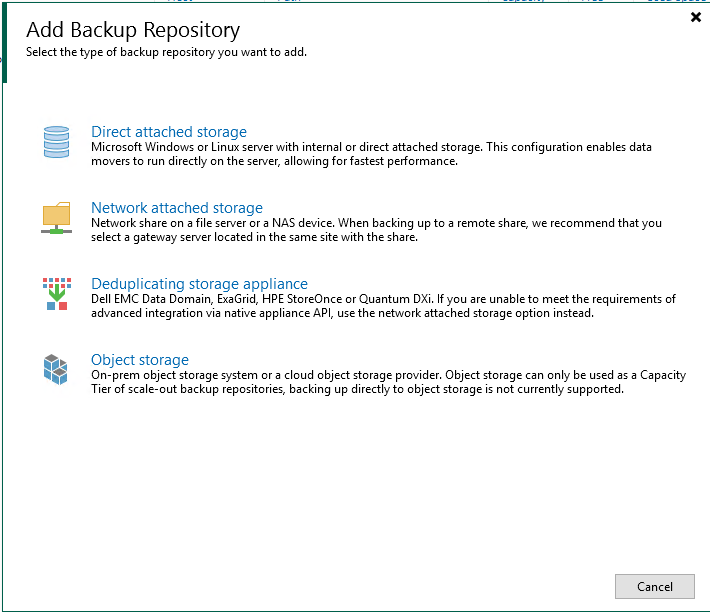 Add Backup Repository
Select the type of backup repository you want to add.
Direct attached storage
Microsoft Windows or Linux server with internal or direct attached storage. This configuration enables data
movers to run directly on the server, allowing for fastest performance.
Network attached storage
Network share on a file server or a NAS device. When backing up to a remote share, we recommend that you
select a gateway server located in the same site with the share.
Deduplicating storage appliance
Dell EMC Data Domain, ExaGrid, HPE StoreOnce or Quantum DXi. If you are unable to meet the requirements of
advanced integration via native appliance API, use the network attached storage option instead.
Object storage
On-prem object storage system or a cloud object storage provider. Object storage can only be used as a Capacity
Tier of scale-out backup repositories, backing up directly to object storage is not currently supported.
Cancel